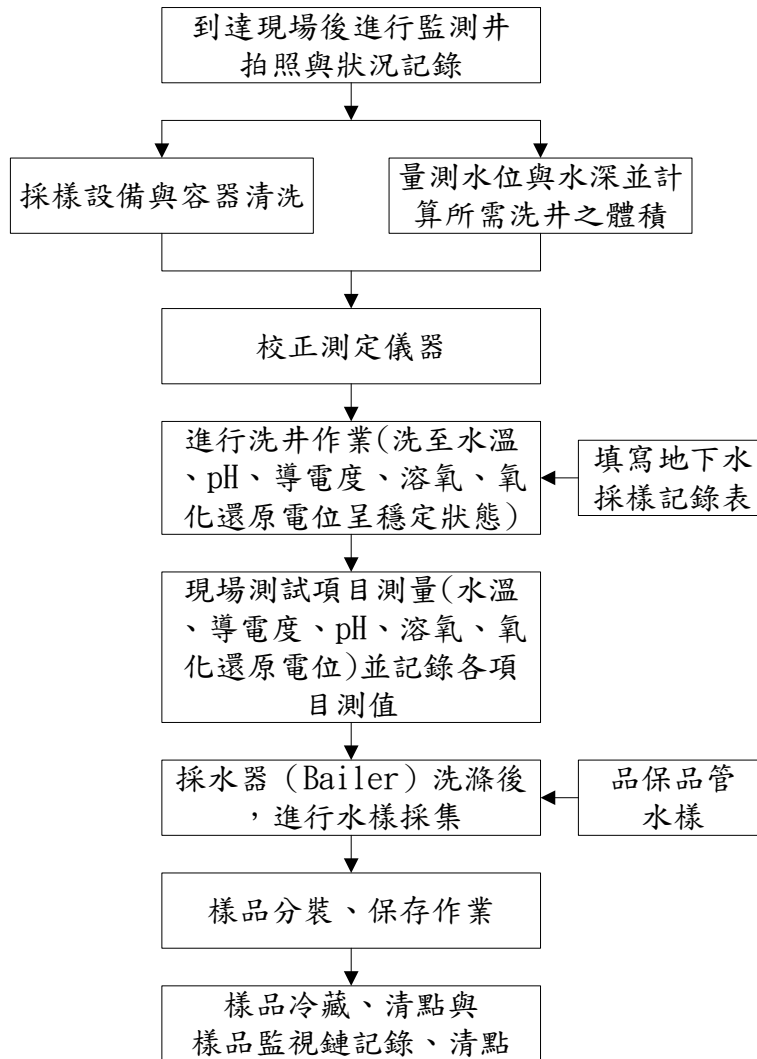 到達現場後進行監測井
拍照與狀況記錄
採樣設備與容器清洗
量測水位與水深並計
算所需洗井之體積
校正測定儀器
進行洗井作業(洗至水溫
、pH、導電度、溶氧、氧
化還原電位呈穩定狀態)
填寫地下水
採樣記錄表
現場測試項目測量(水溫
、導電度、pH、溶氧、氧
化還原電位)並記錄各項
目測值
採水器（Bailer）洗滌後
，進行水樣採集
品保品管
水樣
樣品分裝、保存作業
樣品冷藏、清點與
樣品監視鏈記錄、清點